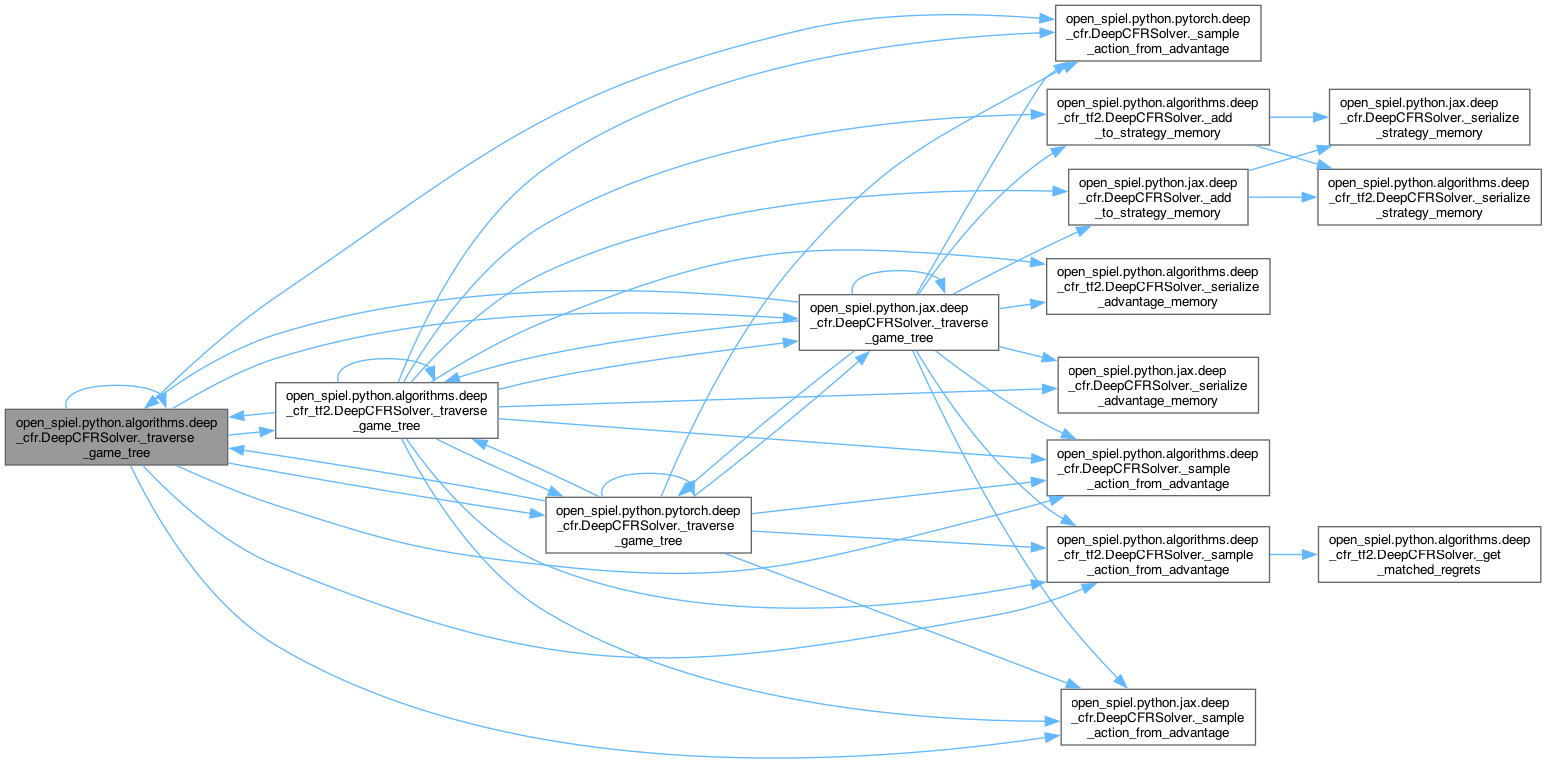 open_spiel.python.pytorch.deep
_cfr.DeepCFRSolver._sample
_action_from_advantage
open_spiel.python.algorithms.deep
_cfr_tf2.DeepCFRSolver._add
_to_strategy_memory
open_spiel.python.jax.deep
_cfr.DeepCFRSolver._serialize
_strategy_memory
open_spiel.python.jax.deep
_cfr.DeepCFRSolver._add
_to_strategy_memory
open_spiel.python.algorithms.deep
_cfr_tf2.DeepCFRSolver._serialize
_strategy_memory
open_spiel.python.algorithms.deep
_cfr_tf2.DeepCFRSolver._serialize
_advantage_memory
open_spiel.python.jax.deep
_cfr.DeepCFRSolver._traverse
_game_tree
open_spiel.python.jax.deep
_cfr.DeepCFRSolver._serialize
_advantage_memory
open_spiel.python.algorithms.deep
_cfr_tf2.DeepCFRSolver._traverse
_game_tree
open_spiel.python.algorithms.deep
_cfr.DeepCFRSolver._traverse
_game_tree
open_spiel.python.algorithms.deep
_cfr.DeepCFRSolver._sample
_action_from_advantage
open_spiel.python.pytorch.deep
_cfr.DeepCFRSolver._traverse
_game_tree
open_spiel.python.algorithms.deep
_cfr_tf2.DeepCFRSolver._sample
_action_from_advantage
open_spiel.python.algorithms.deep
_cfr_tf2.DeepCFRSolver._get
_matched_regrets
open_spiel.python.jax.deep
_cfr.DeepCFRSolver._sample
_action_from_advantage